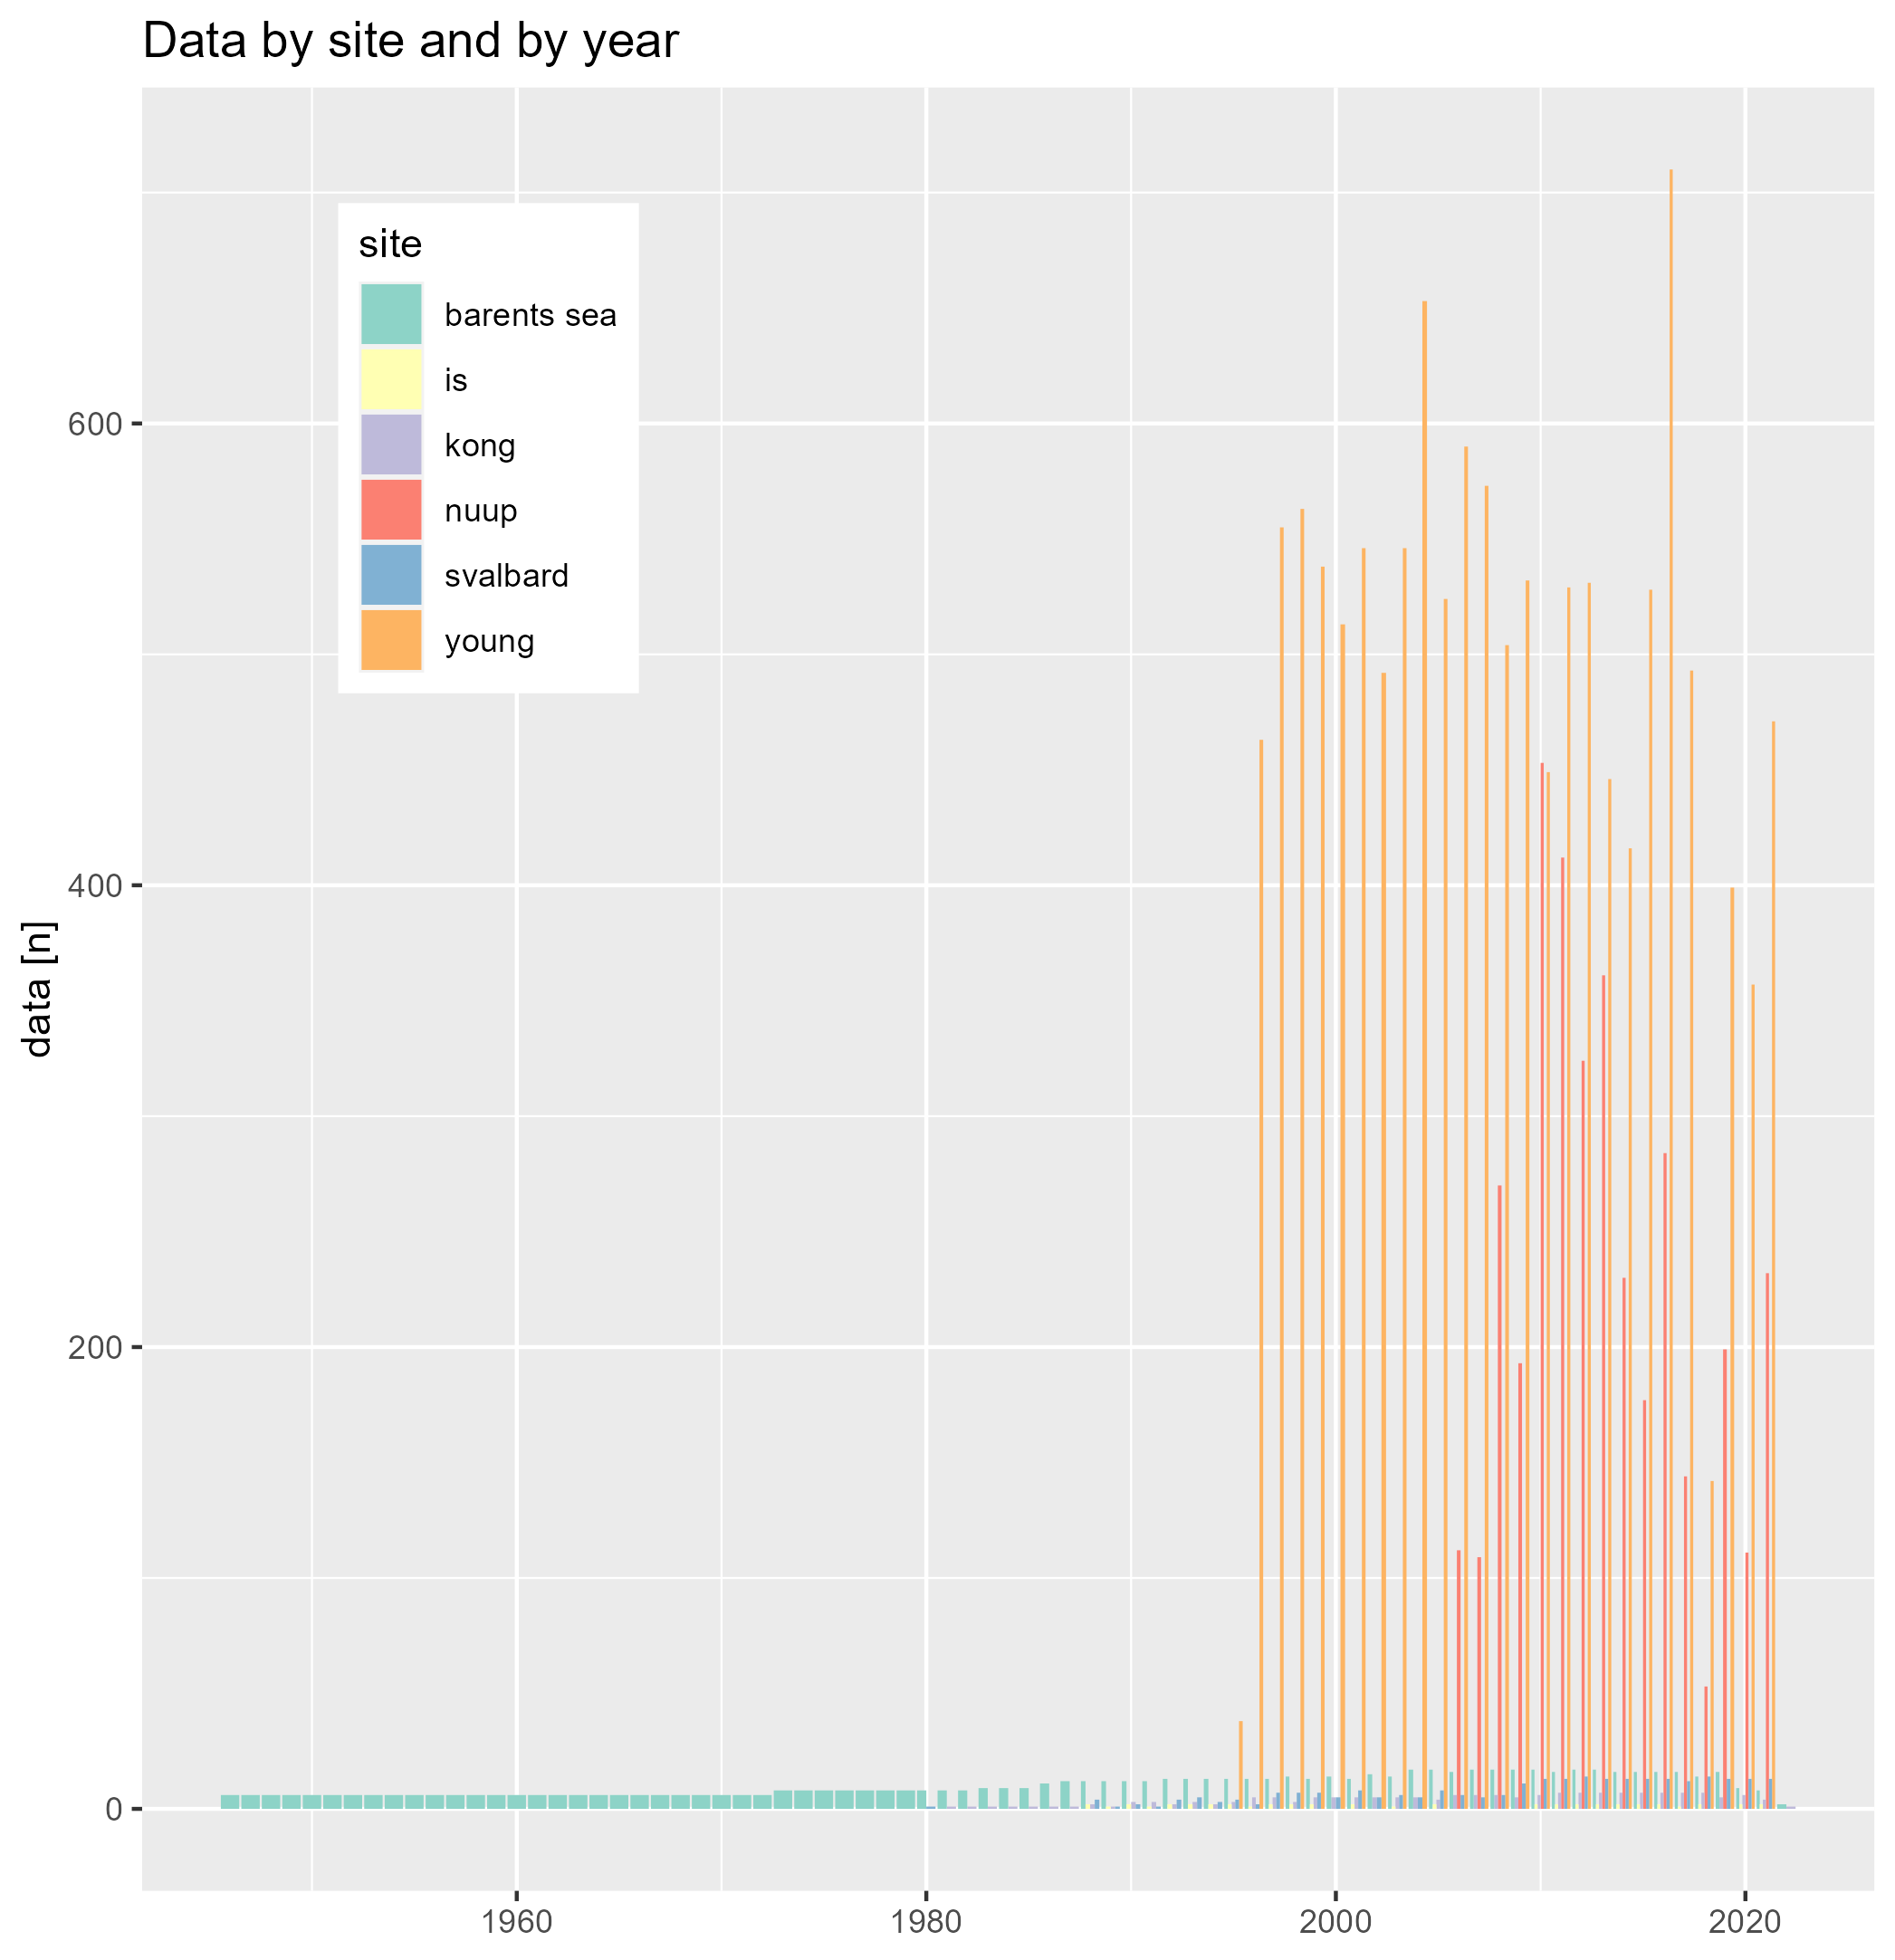 Data by site and by year
site
barents sea
is
kong
nuup
svalbard
young
600
400
200
0
data [n]
1960 1980 2000 2020